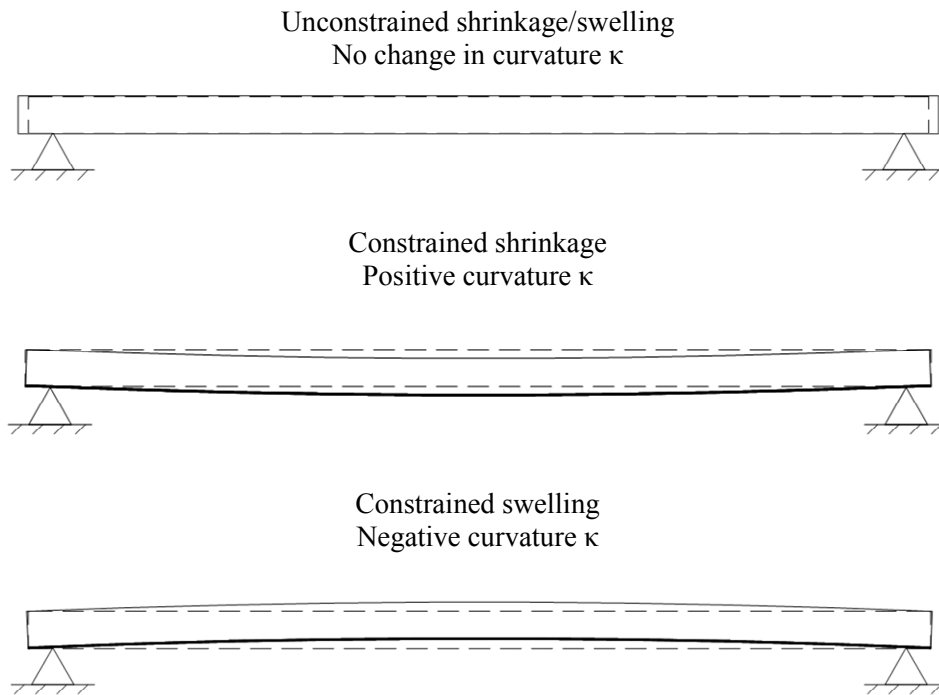 Unconstrained shrinkage/swelling
No change in curvature κ
Constrained shrinkage
Positive curvature κ
Constrained swelling
Negative curvature κ